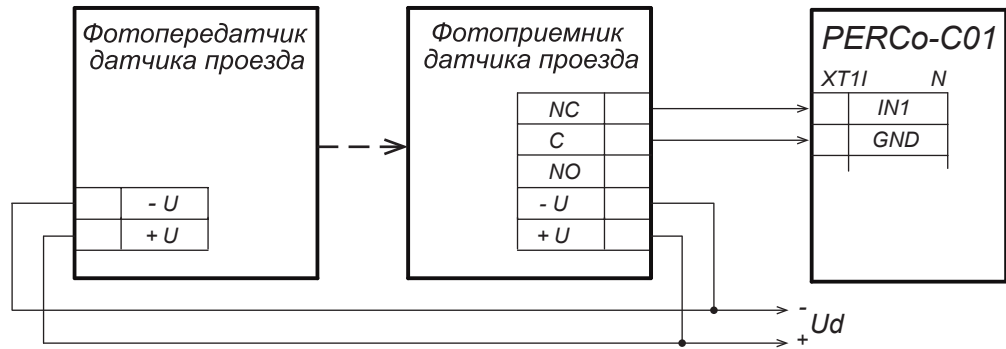 Фотопередатчик
датчика проезда
- U
+ U
Фотоприемник
датчика проезда
NC
C
NO
- U
+ U
PERCo-C01
XT1I N
IN1
GND
- 
+
Ud